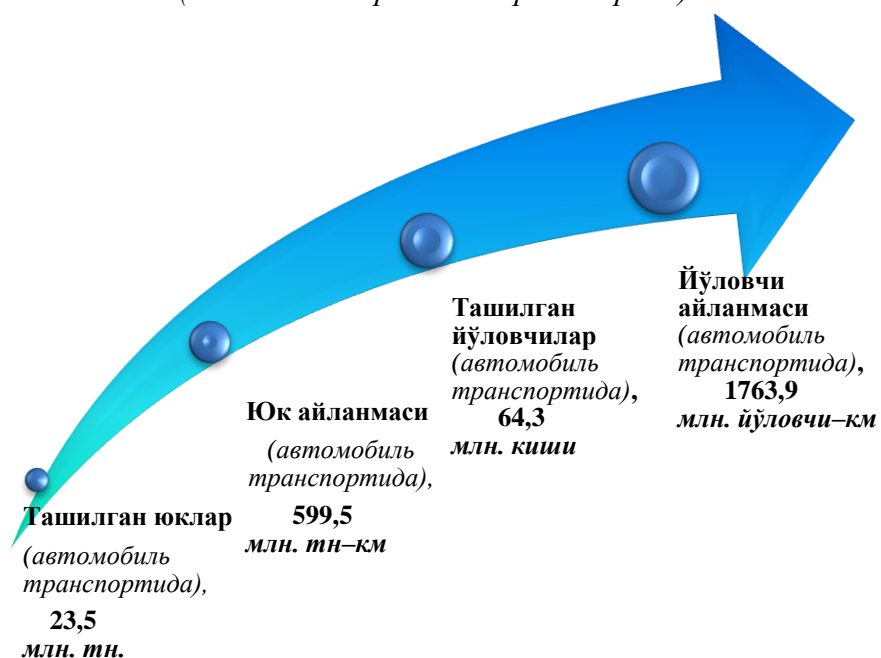 Ташилган юклар
(автомобиль
транспортида),
23,5
млн. тн.
Юк айланмаси
(автомобиль
транспортида),
599,5
млн. тн–км
Ташилган
йўловчилар
(автомобиль
транспортида),
64,3
млн. киши
Йўловчи
айланмаси
(автомобиль
транспортида),
1763,9
млн. йўловчи–км